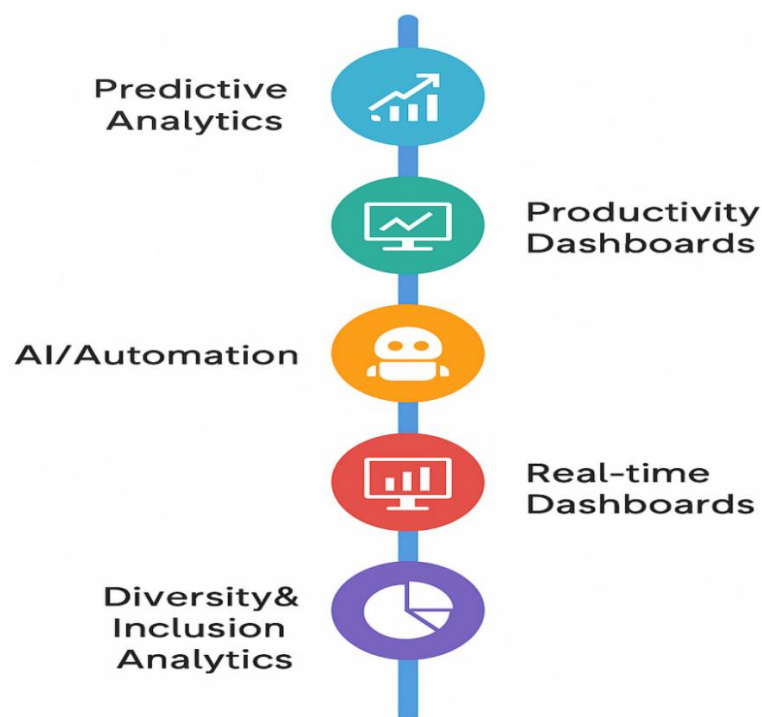 Predictive
Analytics
Productivity
Dashboards
AI/Automation
Real-time
Dashboards
Diversity&
Inclusion
Analytics